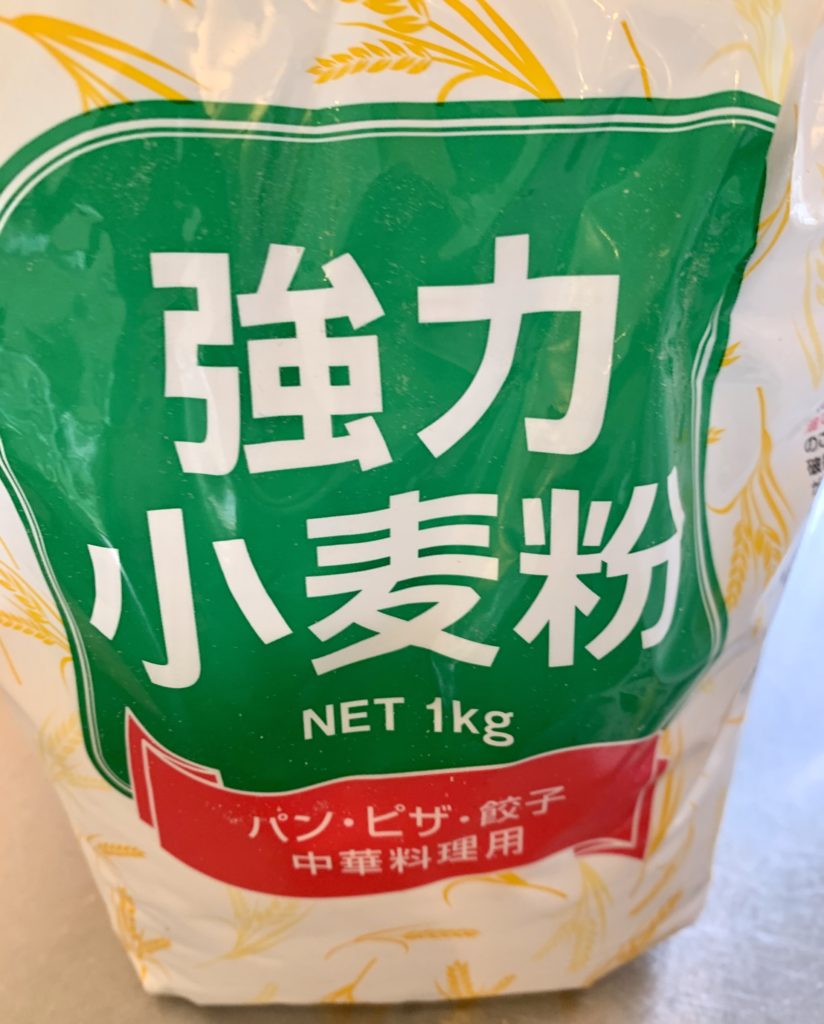 強力
小麦粉
NET 1kg
パン・ピザ・餃子
中華料理用